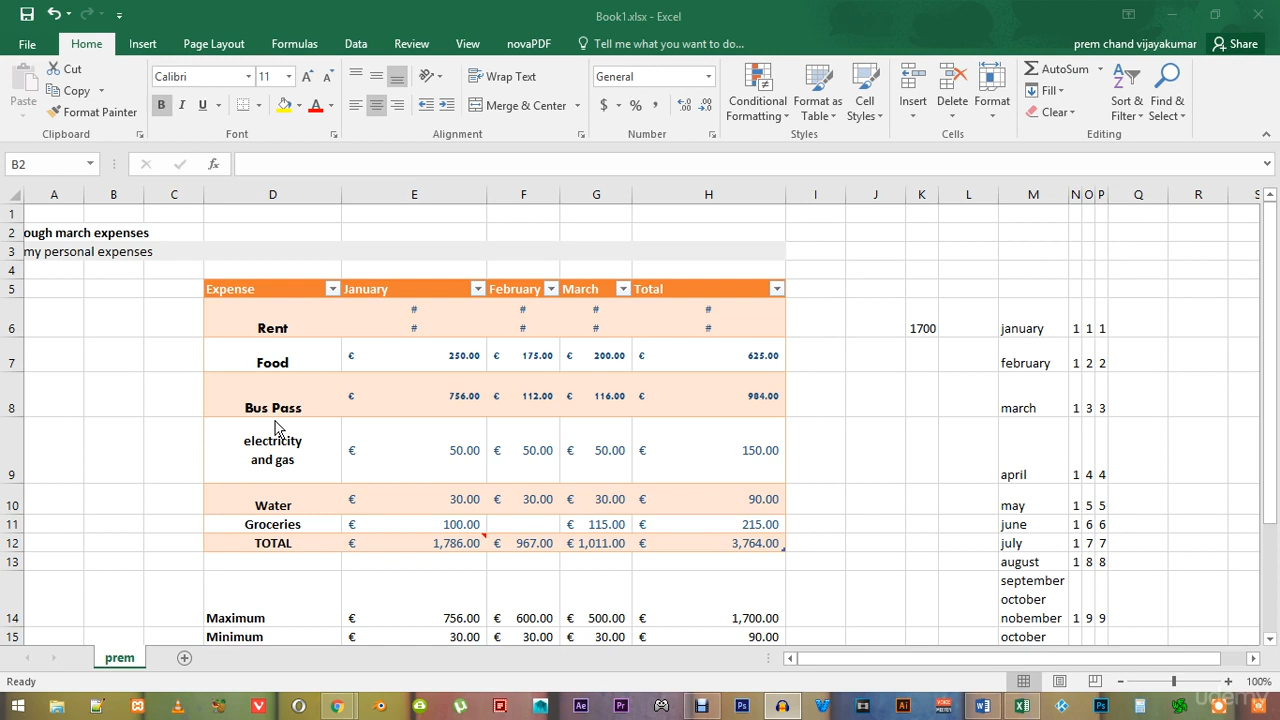 Book1.xlsx - Excel
File Home Insert Page Layout Formulas Data Review View novaPDF Tell me what you want to do... prem chand vijayakumar Share
Cut Calibri 11 Wrap Text General AutoSum
Paste Copy Conditional Formatting Format as Table Cell Styles Insert Delete Format Fill Sort & Filter Find & Select
Format Painter B I U Merge & Center $ % Clear
Clipboard Font Alignment Number Styles Cells Editing
B2 fx
A B C D E F G H I J K L M N O P Q R S
1
2 ough march expenses
3 my personal expenses
4
5 Expense January February March Total
# # # #
6 Rent # # # # 1700 january 1 1 1
7 Food € 250.00 € 175.00 € 200.00 € 625.00 february 1 2 2
8 Bus Pass € 756.00 € 112.00 € 116.00 € 984.00 march 1 3 3
electricity
9 and gas € 50.00 € 50.00 € 50.00 € 150.00 april 1 4 4
10 Water € 30.00 € 30.00 € 30.00 € 90.00 may 1 5 5
11 Groceries € 100.00 € 115.00 € 215.00 june 1 6 6
12 TOTAL € 1,786.00 € 967.00 € 1,011.00 € 3,764.00 july 1 7 7
13 august 1 8 8
september
october
14 Maximum € 756.00 € 600.00 € 500.00 € 1,700.00 nobember 1 9 9
15 Minimum € 30.00 € 30.00 € 30.00 € 90.00 october
prem
Ready 100%
udemy